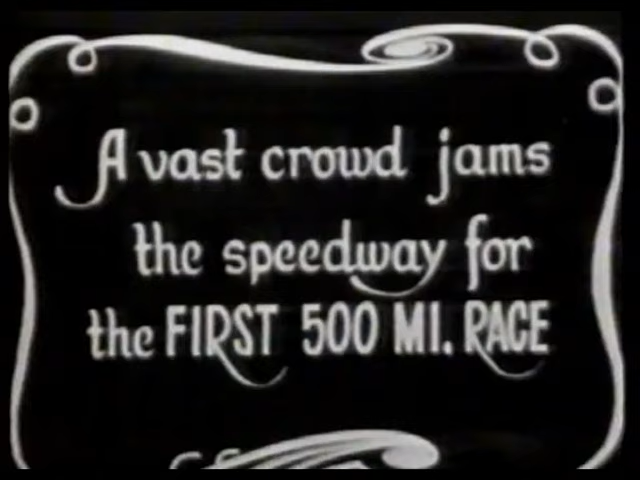 A vast crowd jams
the speedway for
the FIRST 500 MI. RACE